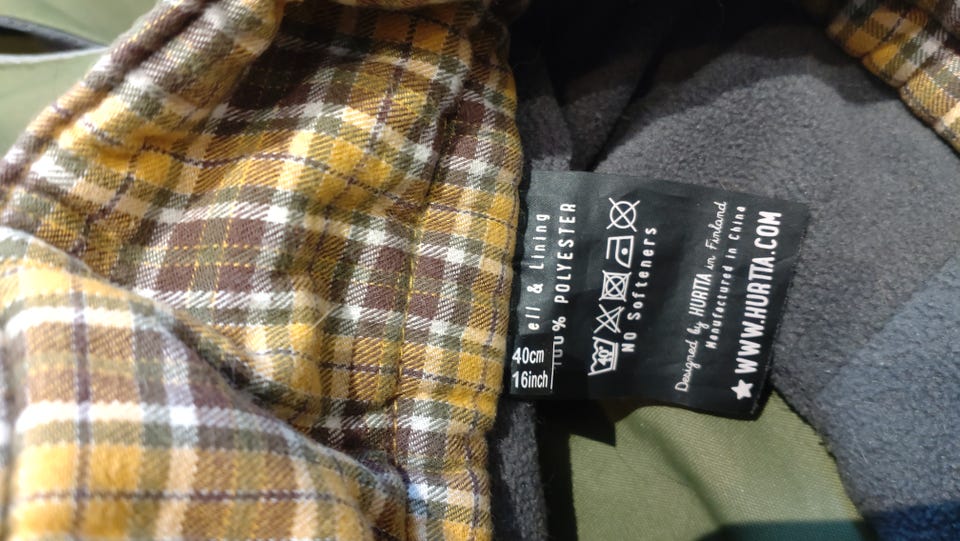 40cm
16inch
ell & Lining
100% POLYESTER
40°
No Softeners
Designed by HURTTA in Finland
Manufactured in China
★ WWW.HURTTA.COM